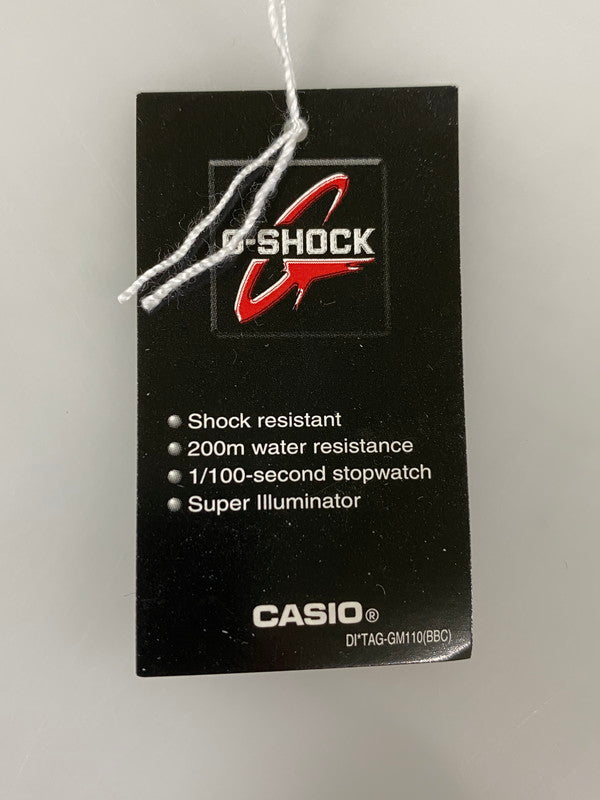 G-SHOCK
Shock resistant
200m water resistance
1/100-second stopwatch
Super Illuminator
CASIO®
DI*TAG-GM110(BBC)